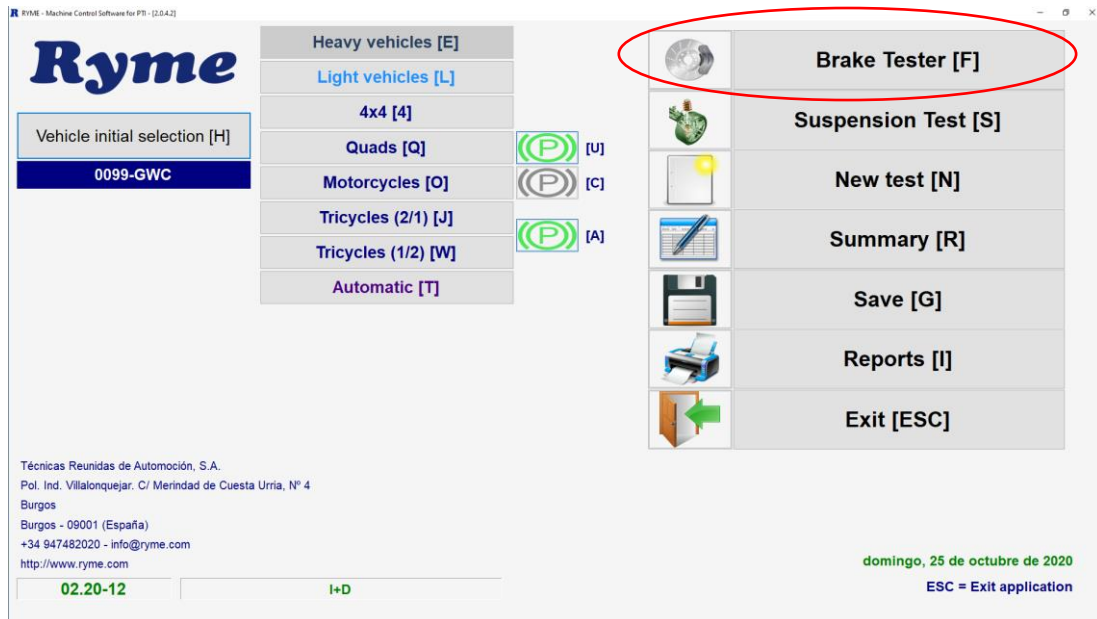 RYME - Machine Control Software for PTI - [2.0.4.2]
Ryme
Vehicle initial selection [H]
0099-GWC
Heavy vehicles [E]
Light vehicles [L]
4x4 [4]
Quads [Q]
Motorcycles [O]
Tricycles (2/1) [J]
Tricycles (1/2) [W]
Automatic [T]
(P) [U]
(P) [C]
(P) [A]
Brake Tester [F]
Suspension Test [S]
New test [N]
Summary [R]
Save [G]
Reports [I]
Exit [ESC]
Técnicas Reunidas de Automoción, S.A.
Pol. Ind. Villalonquejar. C/ Merindad de Cuesta Urria, Nº 4
Burgos
Burgos - 09001 (España)
+34 947482020 - info@ryme.com
http://www.ryme.com
02.20-12
I+D
domingo, 25 de octubre de 2020
ESC = Exit application